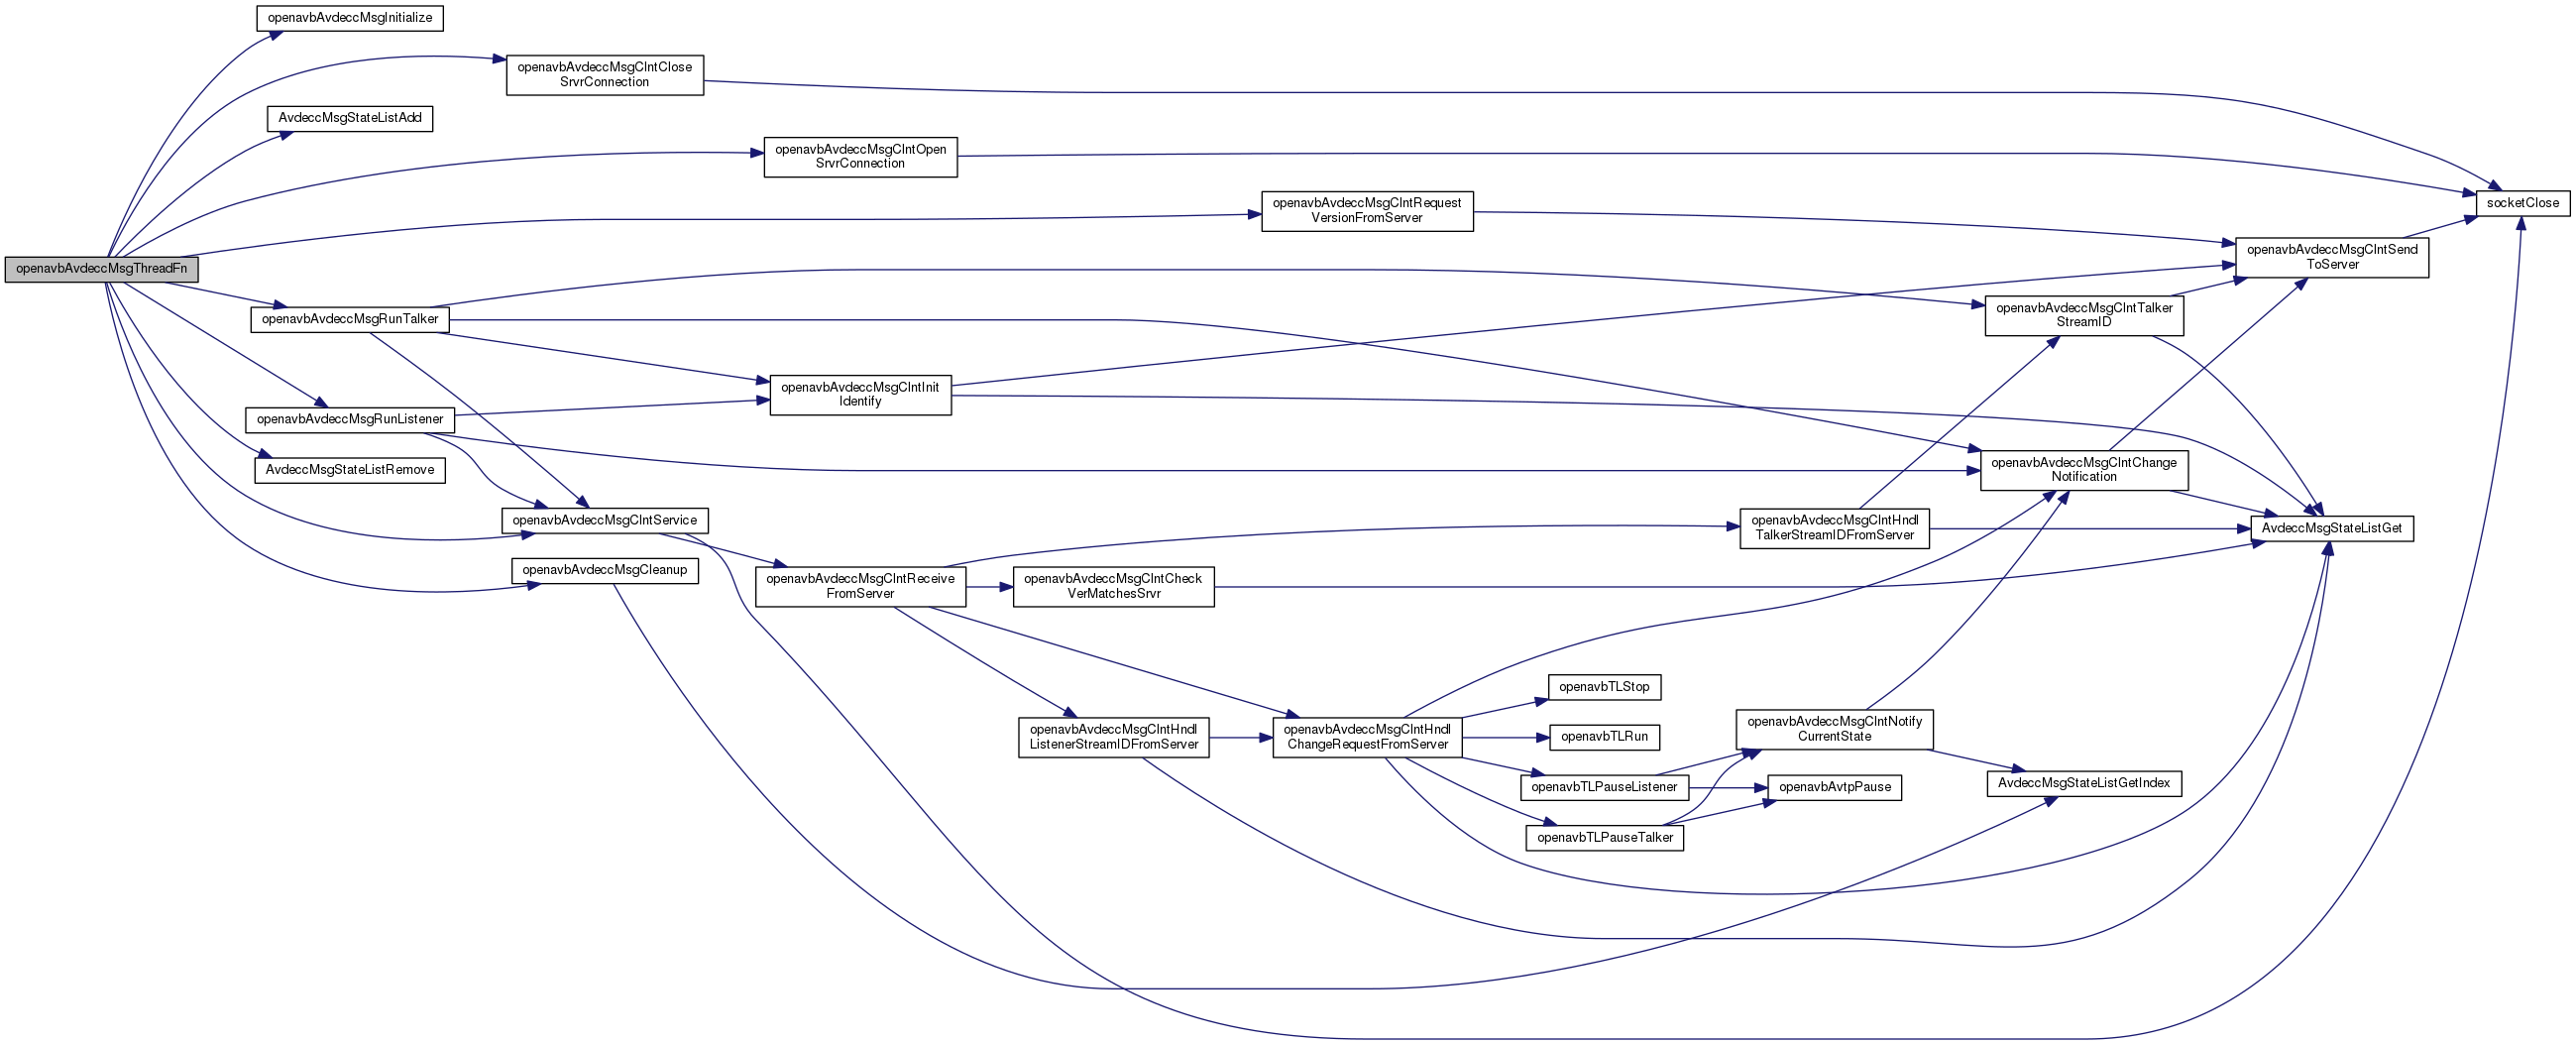 openavbAvdeccMsgInitialize
openavbAvdeccMsgClntClose
SrvrConnection
AvdeccMsgStateListAdd
openavbAvdeccMsgClntOpen
SrvrConnection
openavbAvdeccMsgClntRequest
VersionFromServer
socketClose
openavbAvdeccMsgClntSend
ToServer
openavbAvdeccMsgThreadFn
openavbAvdeccMsgRunTalker
openavbAvdeccMsgClntTalker
StreamID
openavbAvdeccMsgClntInit
Identify
openavbAvdeccMsgRunListener
AvdeccMsgStateListRemove
openavbAvdeccMsgClntChange
Notification
openavbAvdeccMsgClntService
openavbAvdeccMsgClntHndl
TalkerStreamIDFromServer
AvdeccMsgStateListGet
openavbAvdeccMsgCleanup
openavbAvdeccMsgClntReceive
FromServer
openavbAvdeccMsgClntCheck
VerMatchesSrvr
openavbTLStop
openavbAvdeccMsgClntHndl
ListenerStreamIDFromServer
openavbAvdeccMsgClntHndl
ChangeRequestFromServer
openavbTLRun
openavbAvdeccMsgClntNotify
CurrentState
openavbTLPauseListener
openavbAvtpPause
AvdeccMsgStateListGetIndex
openavbTLPauseTalker